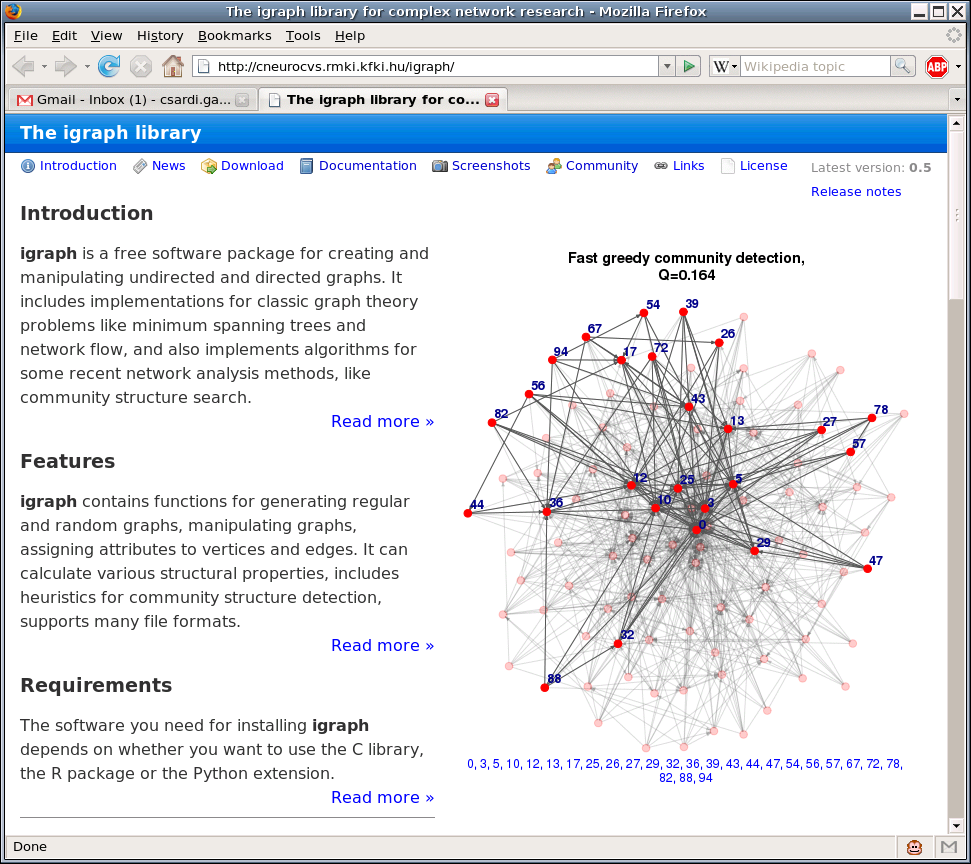 The igraph library for complex network research - Mozilla Firefox
File Edit View History Bookmarks Tools Help
http://cneurocvs.rmki.kfki.hu/igraph/
W
Wikipedia topic
ABP
Gmail - Inbox (1) - csardi.ga...
The igraph library for co...
The igraph library
Introduction News Download Documentation Screenshots Community Links License
Latest version: 0.5
Release notes
Introduction
igraph is a free software package for creating and
manipulating undirected and directed graphs. It
includes implementations for classic graph theory
problems like minimum spanning trees and
network flow, and also implements algorithms for
some recent network analysis methods, like
community structure search.
Read more »
Features
igraph contains functions for generating regular
and random graphs, manipulating graphs,
assigning attributes to vertices and edges. It can
calculate various structural properties, includes
heuristics for community structure detection,
supports many file formats.
Read more »
Requirements
The software you need for installing igraph
depends on whether you want to use the C library,
the R package or the Python extension.
Read more »
Fast greedy community detection,
Q=0.164
54
39
67
26
94
17
72
56
43
82
13
27
78
57
12
25
5
44
36
10
3
0
29
47
32
88
0, 3, 5, 10, 12, 13, 17, 25, 26, 27, 29, 32, 36, 39, 43, 44, 47, 54, 56, 57, 67, 72, 78,
82, 88, 94
Done